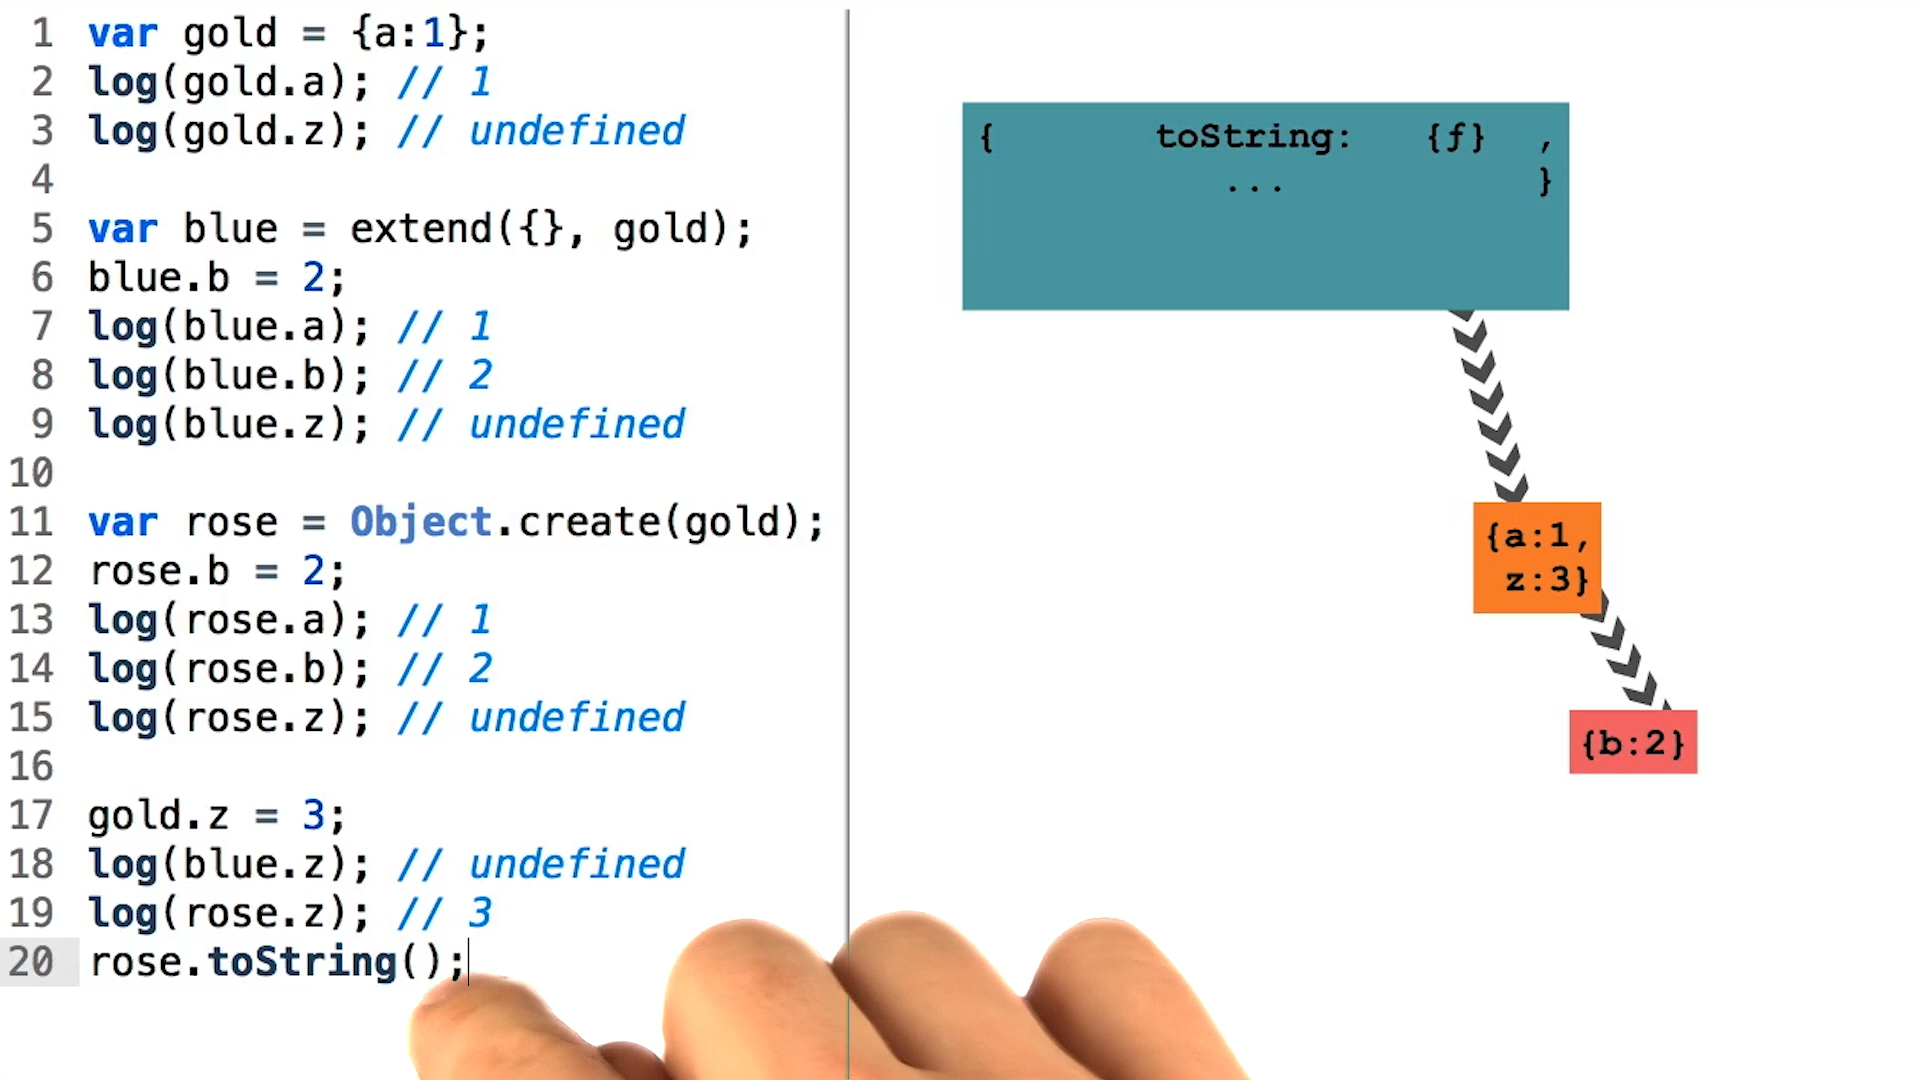 1 var gold = {a:1};
2 log(gold.a); // 1
3 log(gold.z); // undefined
4
5 var blue = extend({}, gold);
6 blue.b = 2;
7 log(blue.a); // 1
8 log(blue.b); // 2
9 log(blue.z); // undefined
10
11 var rose = Object.create(gold);
12 rose.b = 2;
13 log(rose.a); // 1
14 log(rose.b); // 2
15 log(rose.z); // undefined
16
17 gold.z = 3;
18 log(blue.z); // undefined
19 log(rose.z); // 3
20 rose.toString();
{ toString: {f} ,
... }
{a:1,
z:3}
{b:2}